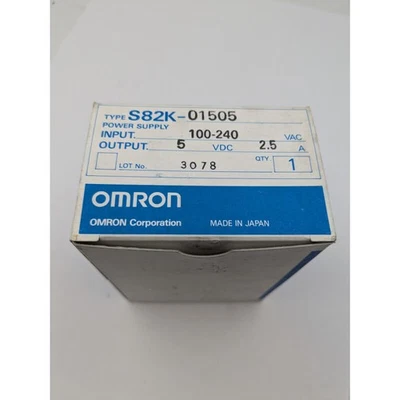 TYPE S82K-01505
POWER SUPPLY
INPUT. 100-240 VAC
OUTPUT. 5 VDC 2.5 A
LOT No. 3078 QTY 1
OMRON
OMRON Corporation MADE IN JAPAN